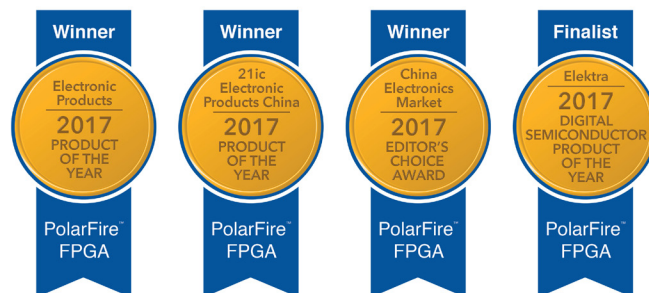 Winner
Electronic
Products
2017
PRODUCT
OF THE
YEAR
PolarFire™
FPGA
Winner
21ic
Electronic
Products China
2017
PRODUCT
OF THE
YEAR
PolarFire™
FPGA
Winner
China
Electronics
Market
2017
EDITOR'S
CHOICE
AWARD
PolarFire™
FPGA
Finalist
Elektra
2017
DIGITAL
SEMICONDUCTOR
PRODUCT
OF THE
YEAR
PolarFire™
FPGA